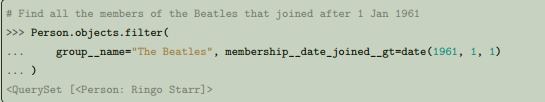 # Find all the members of the Beatles that joined after 1 Jan 1961
>>> Person.objects.filter(
...     group__name="The Beatles", membership__date_joined__gt=date(1961, 1, 1)
... )
<QuerySet [<Person: Ringo Starr]>